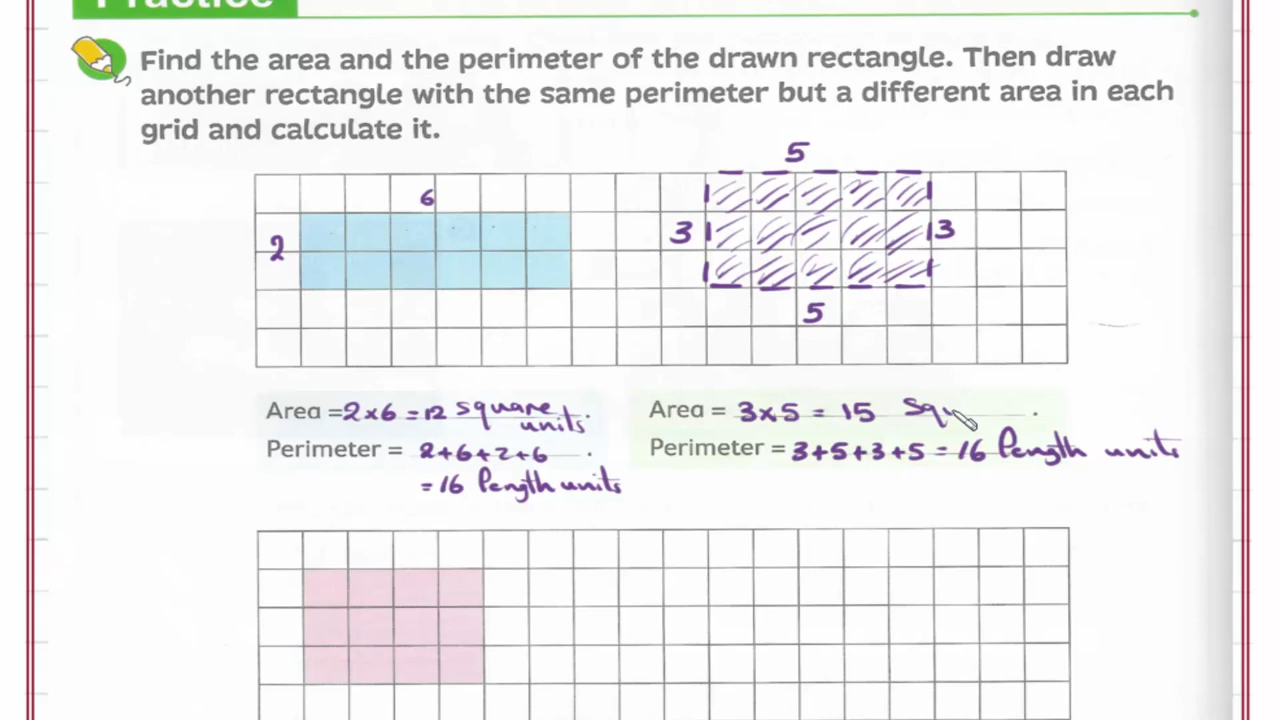 Practice
Find the area and the perimeter of the drawn rectangle. Then draw
another rectangle with the same perimeter but a different area in each
grid and calculate it.
5
6
2
3
3
5
Area =2×6 = 12 square units.
Perimeter = 2+6+2+6 .
= 16 length units
Area = 3×5 = 15 squ .
Perimeter = 3+5+3+5 = 16 length units